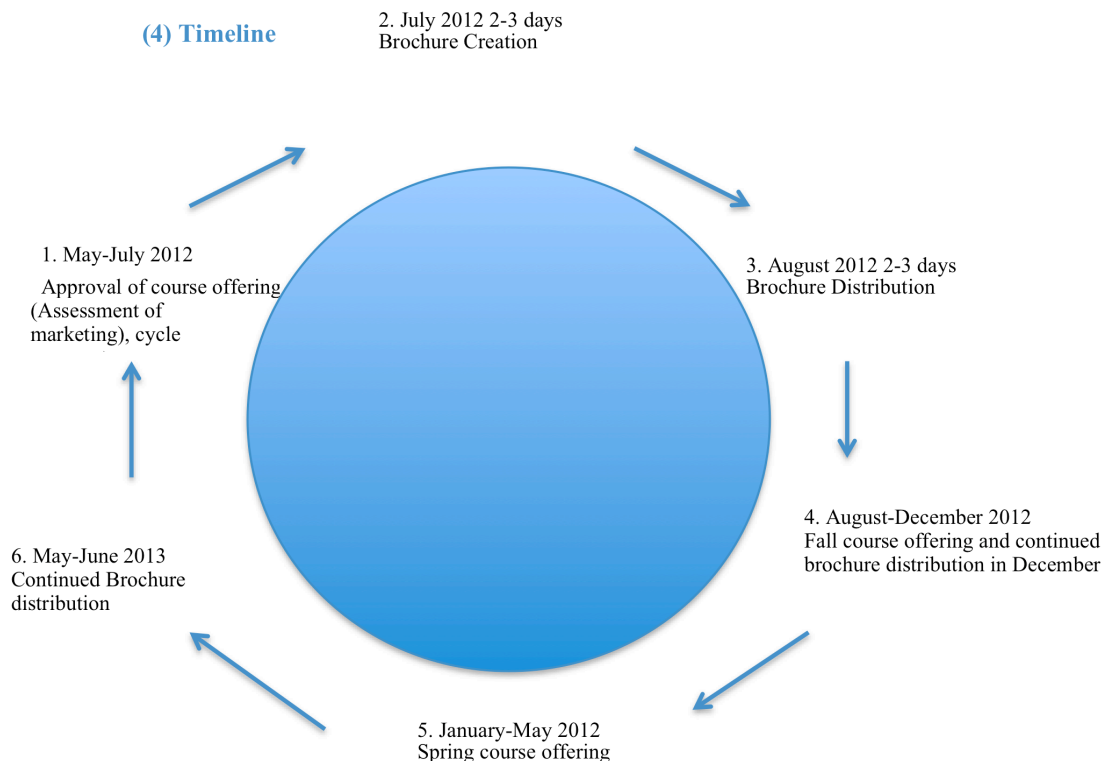 (4) Timeline
2. July 2012 2-3 days
Brochure Creation
1. May-July 2012
Approval of course offering
(Assessment of
marketing), cycle
3. August 2012 2-3 days
Brochure Distribution
4. August-December 2012
Fall course offering and continued
brochure distribution in December
5. January-May 2012
Spring course offering
6. May-June 2013
Continued Brochure
distribution